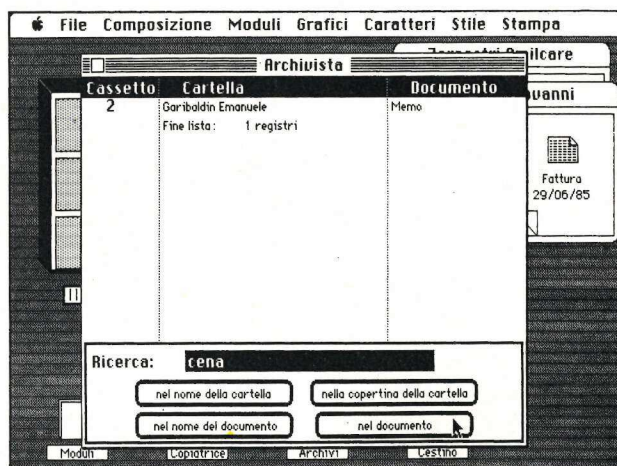 File Composizione Moduli Grafici Caratteri Stile Stampa
Archivista
Cassetto Cartella Documento
2 Garibaldin Emanuele Memo
Fine lista: 1 registri
Fattura
29/06/85
Ricerca: cena
nel nome della cartella nella copertina della cartella
nel nome del documento nel documento
Moduli Copiatrice Archivi Cestino